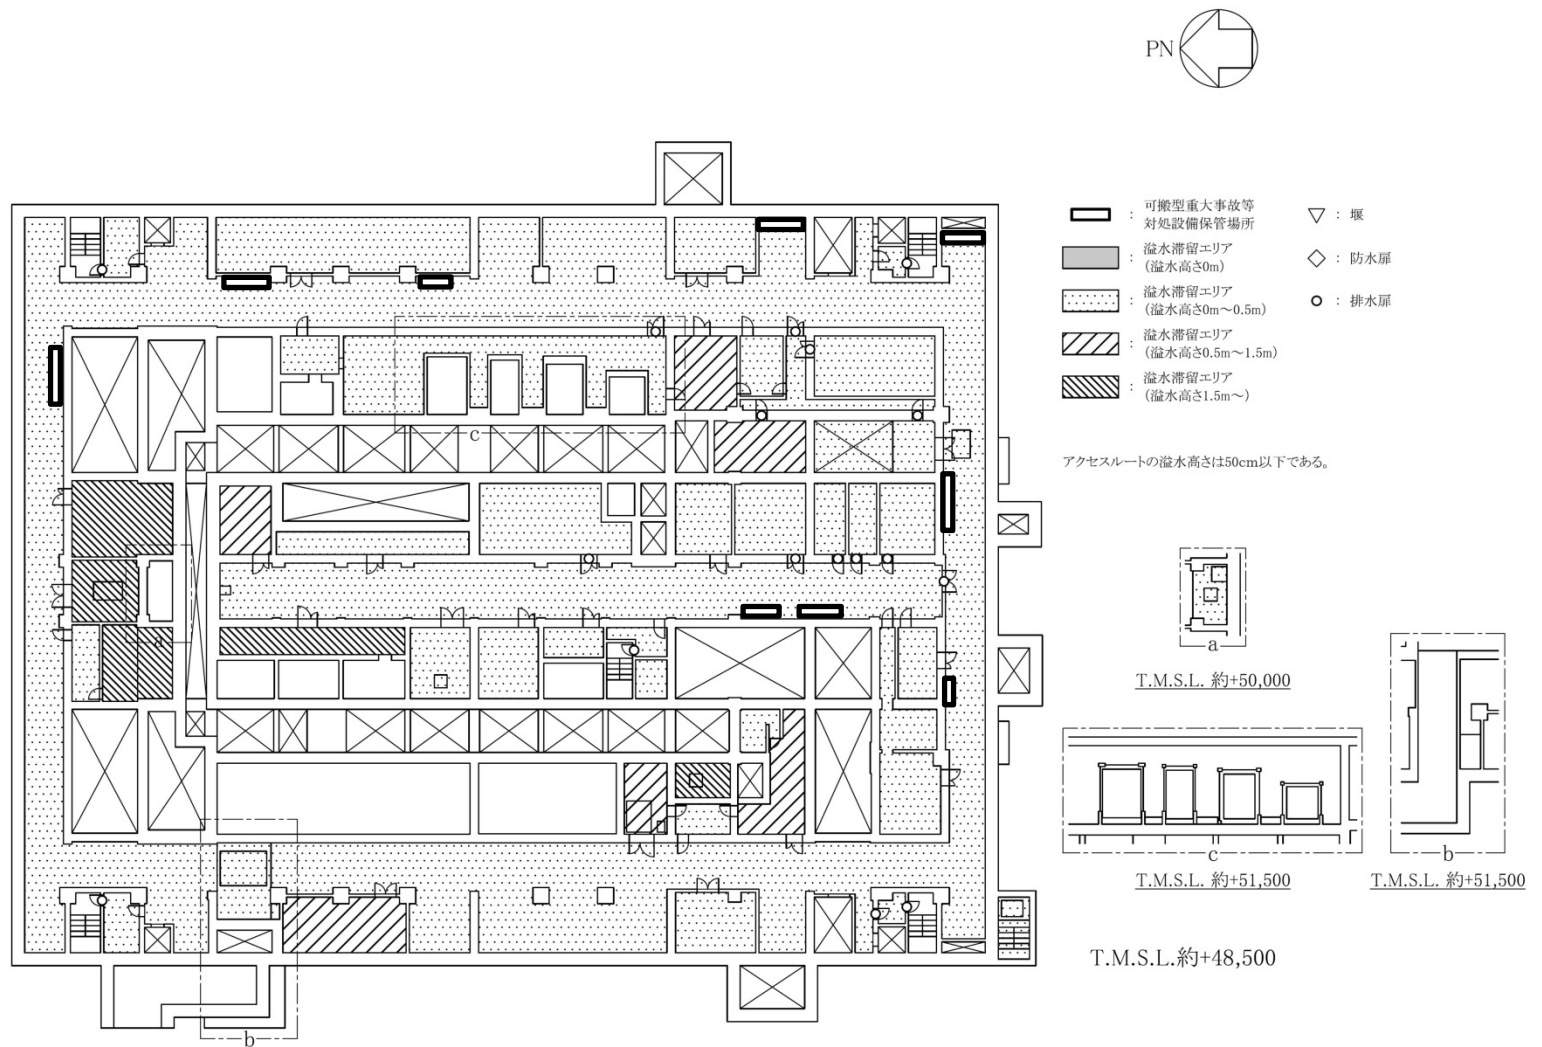 PN
可搬型重大事故等
対処設備保管場所
溢水滞留エリア
(溢水高さ0m)
溢水滞留エリア
(溢水高さ0m～0.5m)
溢水滞留エリア
(溢水高さ0.5m～1.5m)
溢水滞留エリア
(溢水高さ1.5m～)
: 堰
: 防水扉
: 排水扉
アクセスルートの溢水高さは50cm以下である。
c
a
b
a
T.M.S.L. 約+50,000
c
T.M.S.L. 約+51,500
b
T.M.S.L. 約+51,500
T.M.S.L.約+48,500